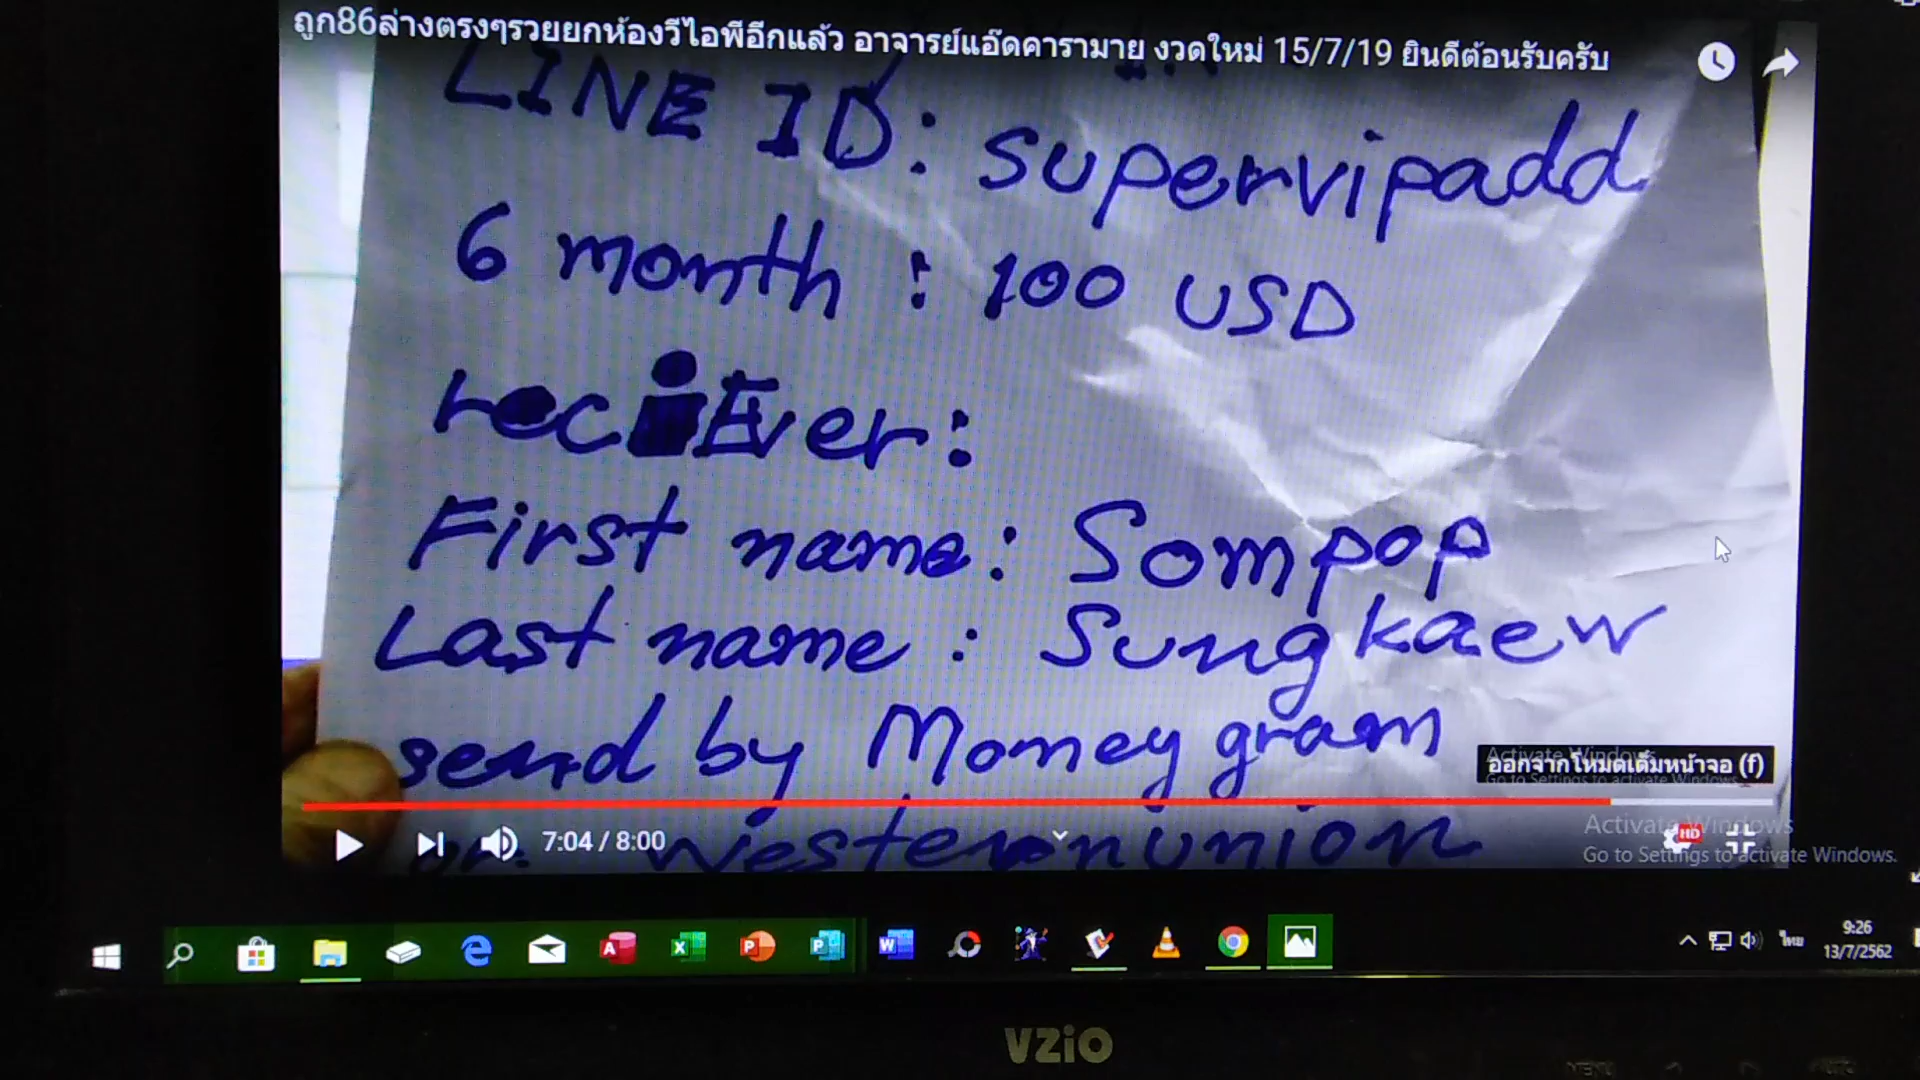 ถูก86ล่างตรงๆรวยยกห้องวีไอพีอีกแล้ว อาจารย์แอ๊ดคารามาย งวดใหม่ 15/7/19 ยินดีต้อนรับครับ
LINE ID: supervipadd
6 month : 100 USD
reciEver:
First name: Sompop
Last name : Sungkaew
send by Moneygram
ออกจากโหมดเต็มหน้าจอ (f)
7:04 / 8:00
or Westernunion
HD
Activate Windows
Go to Settings to activate Windows.
ไทย
9:26
13/7/2562
VZIO